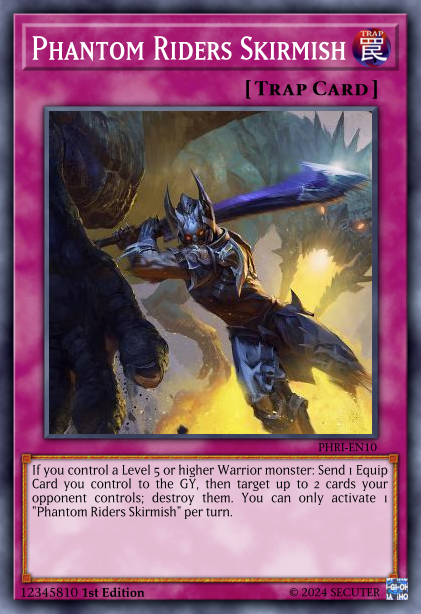 PHANTOM RIDERS SKIRMISH
TRAP
罠
[TRAP CARD]
PHRI-EN10
If you control a Level 5 or higher Warrior monster: Send 1 Equip
Card you control to the GY, then target up to 2 cards your
opponent controls; destroy them. You can only activate 1
"Phantom Riders Skirmish" per turn.
12345810 1st Edition
© 2024 SECUTER